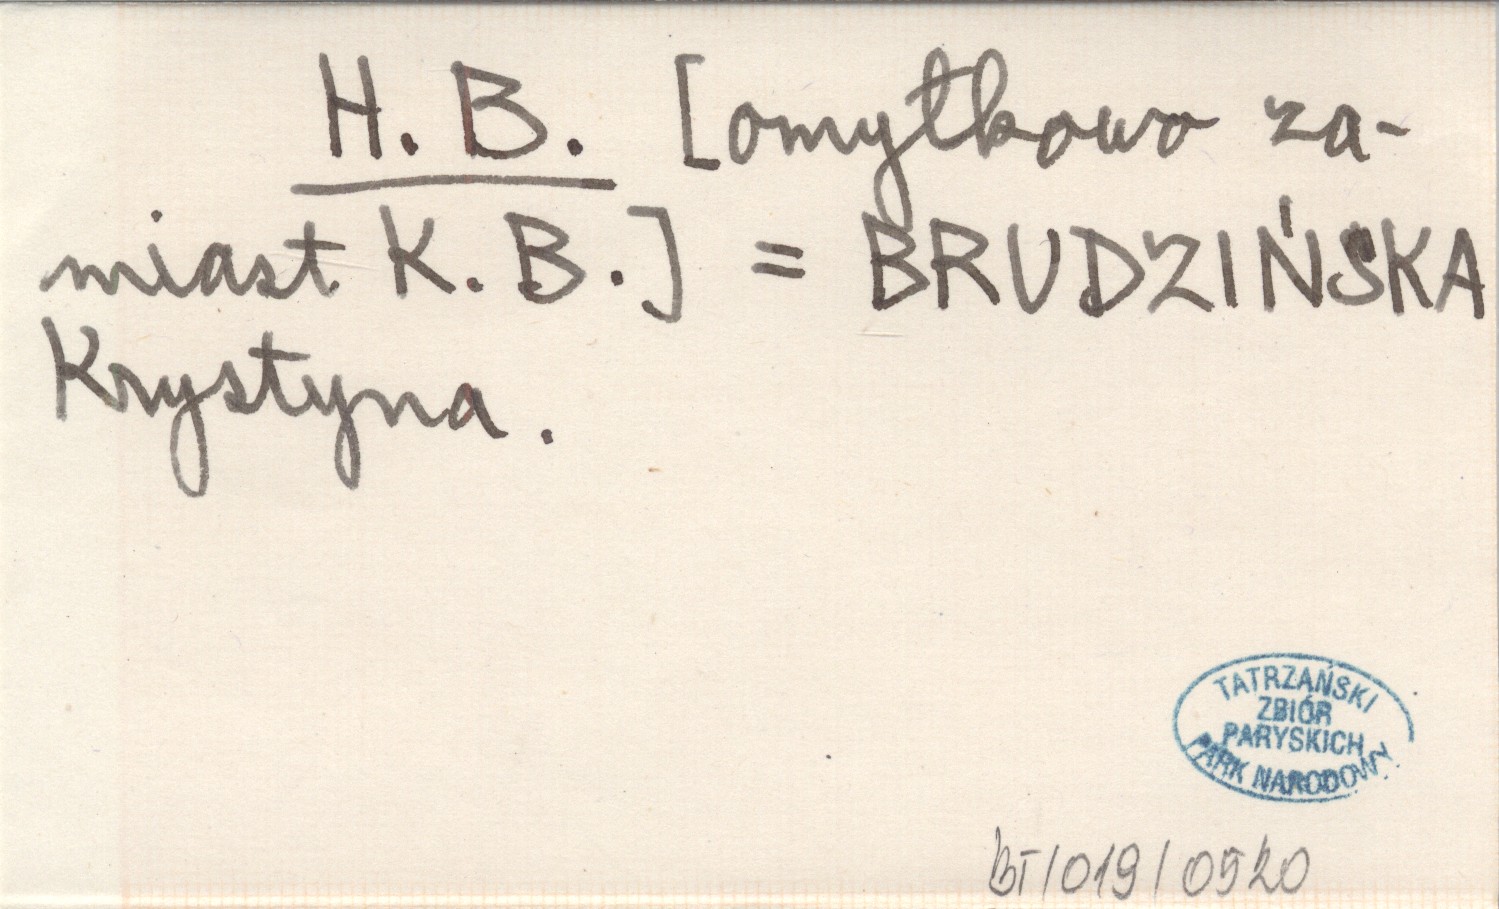 H. B. [omyłkowo za-
miast K. B.] = BRUDZIŃSKA
Krystyna.
TATRZAŃSKI
ZBIÓR
PARYSKICH
PARK NARODOWY
BT/019/0520